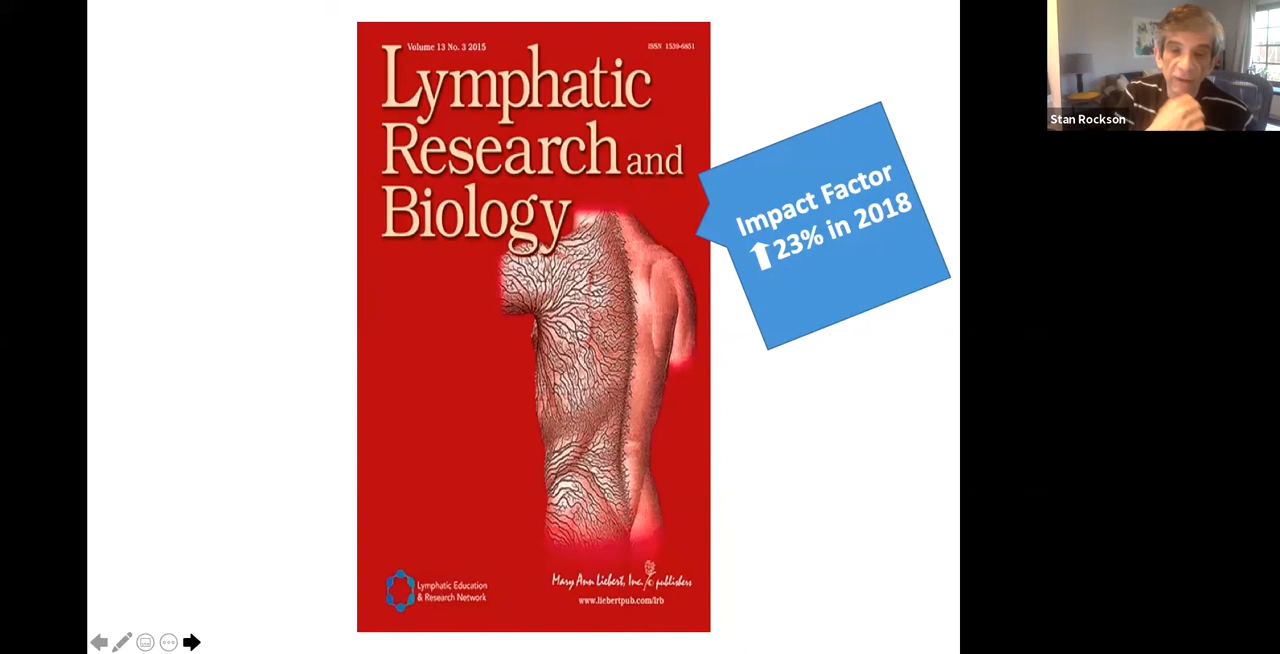 Volume 13 No. 3 2015
ISSN 1539-6851
Lymphatic
Research and
Biology
Impact Factor
⬆23% in 2018
Lymphatic Education
& Research Network
Mary Ann Liebert, Inc. publishers
www.liebertpub.com/lrb
Stan Rockson